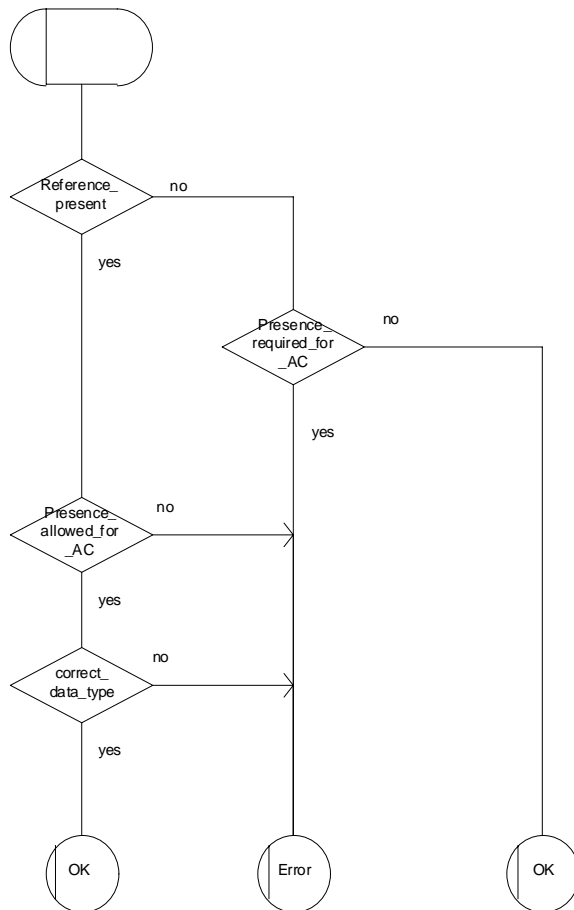 Reference_
present
no
yes
Presence_
required_for
_AC
no
yes
Presence_
allowed_for
_AC
no
yes
correct_
data_type
no
yes
OK
Error
OK